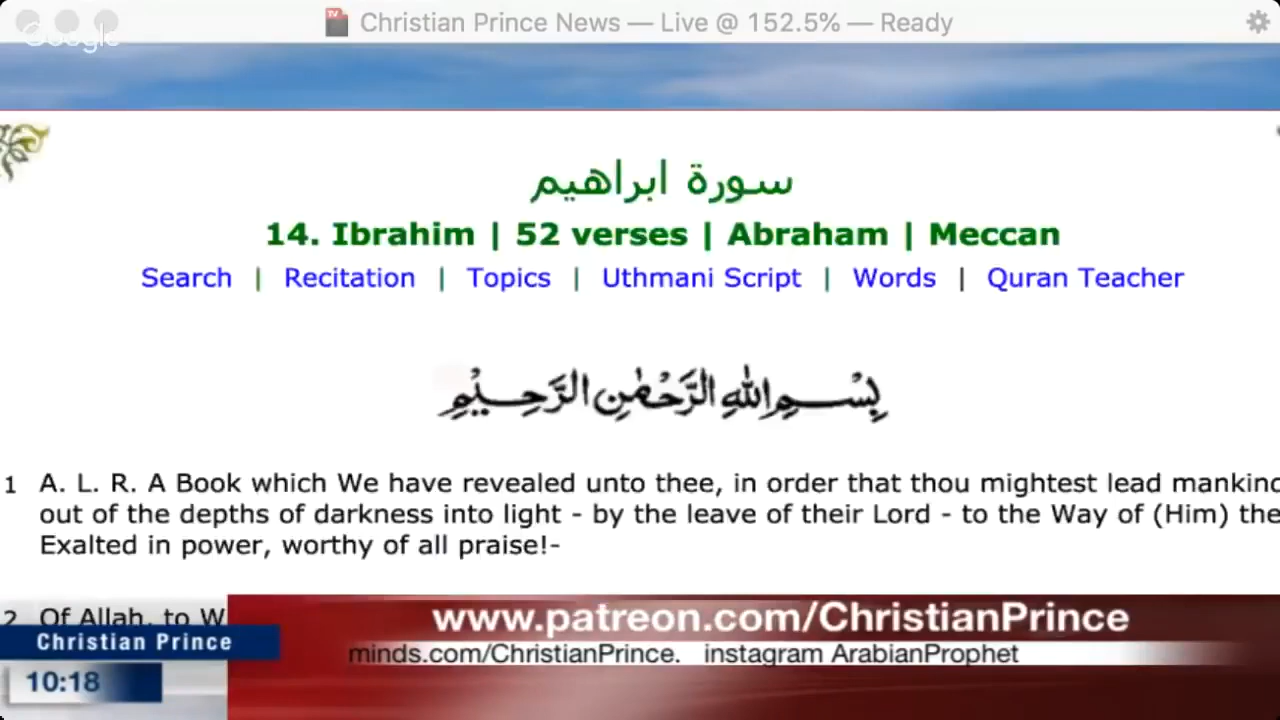 Christian Prince News — Live @ 152.5% — Ready
Google
سورة ابراهيم
14. Ibrahim | 52 verses | Abraham | Meccan
Search | Recitation | Topics | Uthmani Script | Words | Quran Teacher
بِسْمِ اللهِ الرَّحْمٰنِ الرَّحِيْمِ
1 A. L. R. A Book which We have revealed unto thee, in order that thou mightest lead mankind
out of the depths of darkness into light - by the leave of their Lord - to the Way of (Him) the
Exalted in power, worthy of all praise!-
2 Of Allah, to W
www.patreon.com/ChristianPrince
Christian Prince
minds.com/ChristianPrince. instagram ArabianProphet
10:18